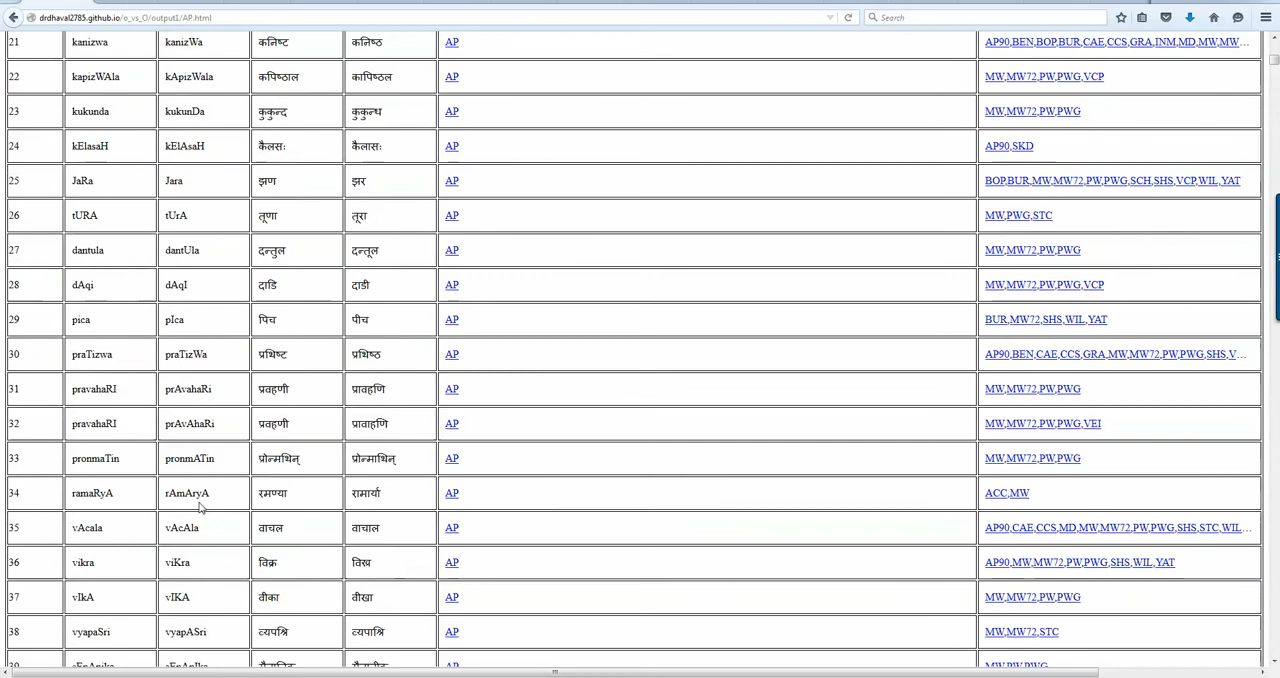 drdhaval2785.github.io/o_vs_O/output1/AP.html Search
21 kanizwa kanizWa कनिष्ट कनिष्ठ AP AP90,BEN,BOP,BUR,CAE,CCS,GRA,INM,MD,MW,MW...
22 kapizWAla kApizWala कपिष्ठाल कापिष्ठल AP MW,MW72,PW,PWG,VCP
23 kukunda kukunDa कुकुन्द कुकुन्ध AP MW,MW72,PW,PWG
24 kElasaH kElAsaH कैलसः कैलासः AP AP90,SKD
25 JaRa Jara झण झर AP BOP,BUR,MW,MW72,PW,PWG,SCH,SHS,VCP,WIL,YAT
26 tURA tUrA तूणा तूरा AP MW,PWG,STC
27 dantula dantUla दन्तुल दन्तूल AP MW,MW72,PW,PWG
28 dAqi dAqI दाडि दाडी AP MW,MW72,PW,PWG,VCP
29 pica pIca पिच पीच AP BUR,MW72,SHS,WIL,YAT
30 praTizwa praTizWa प्रथिष्ट प्रथिष्ठ AP AP90,BEN,CAE,CCS,GRA,MW,MW72,PW,PWG,SHS,V...
31 pravahaRI prAvahaRi प्रवहणी प्रावहणि AP MW,MW72,PW,PWG
32 pravahaRI prAvAhaRi प्रवहणी प्रावाहणि AP MW,MW72,PW,PWG,VEI
33 pronmaTin pronmATin प्रोन्मथिन् प्रोन्माथिन् AP MW,MW72,PW,PWG
34 ramaRyA rAmAryA रमण्या रामार्या AP ACC,MW
35 vAcala vAcAla वाचल वाचाल AP AP90,CAE,CCS,MD,MW,MW72,PW,PWG,SHS,STC,WIL...
36 vikra viKra विक्र विख्र AP AP90,MW,MW72,PW,PWG,SHS,WIL,YAT
37 vIkA vIKA वीका वीखा AP MW,MW72,PW,PWG
38 vyapaSri vyapASri व्यपश्रि व्यपाश्रि AP MW,MW72,STC